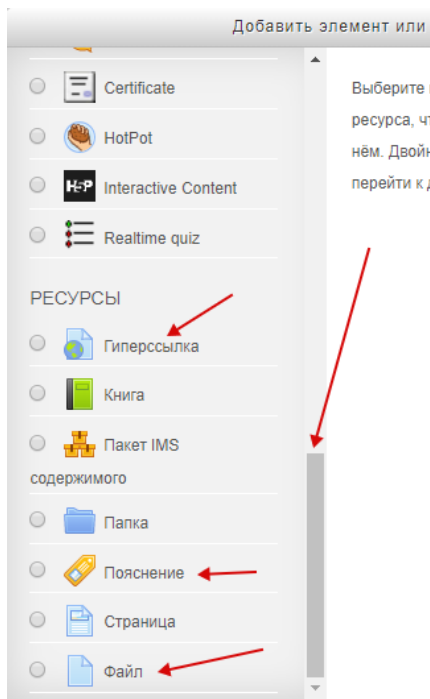 Добавить элемент или
Certificate
HotPot
H5P Interactive Content
Realtime quiz
РЕСУРСЫ
Гиперссылка
Книга
Пакет IMS
содержимого
Папка
Пояснение
Страница
Файл
Выберите
ресурса,
нём.
перейти к